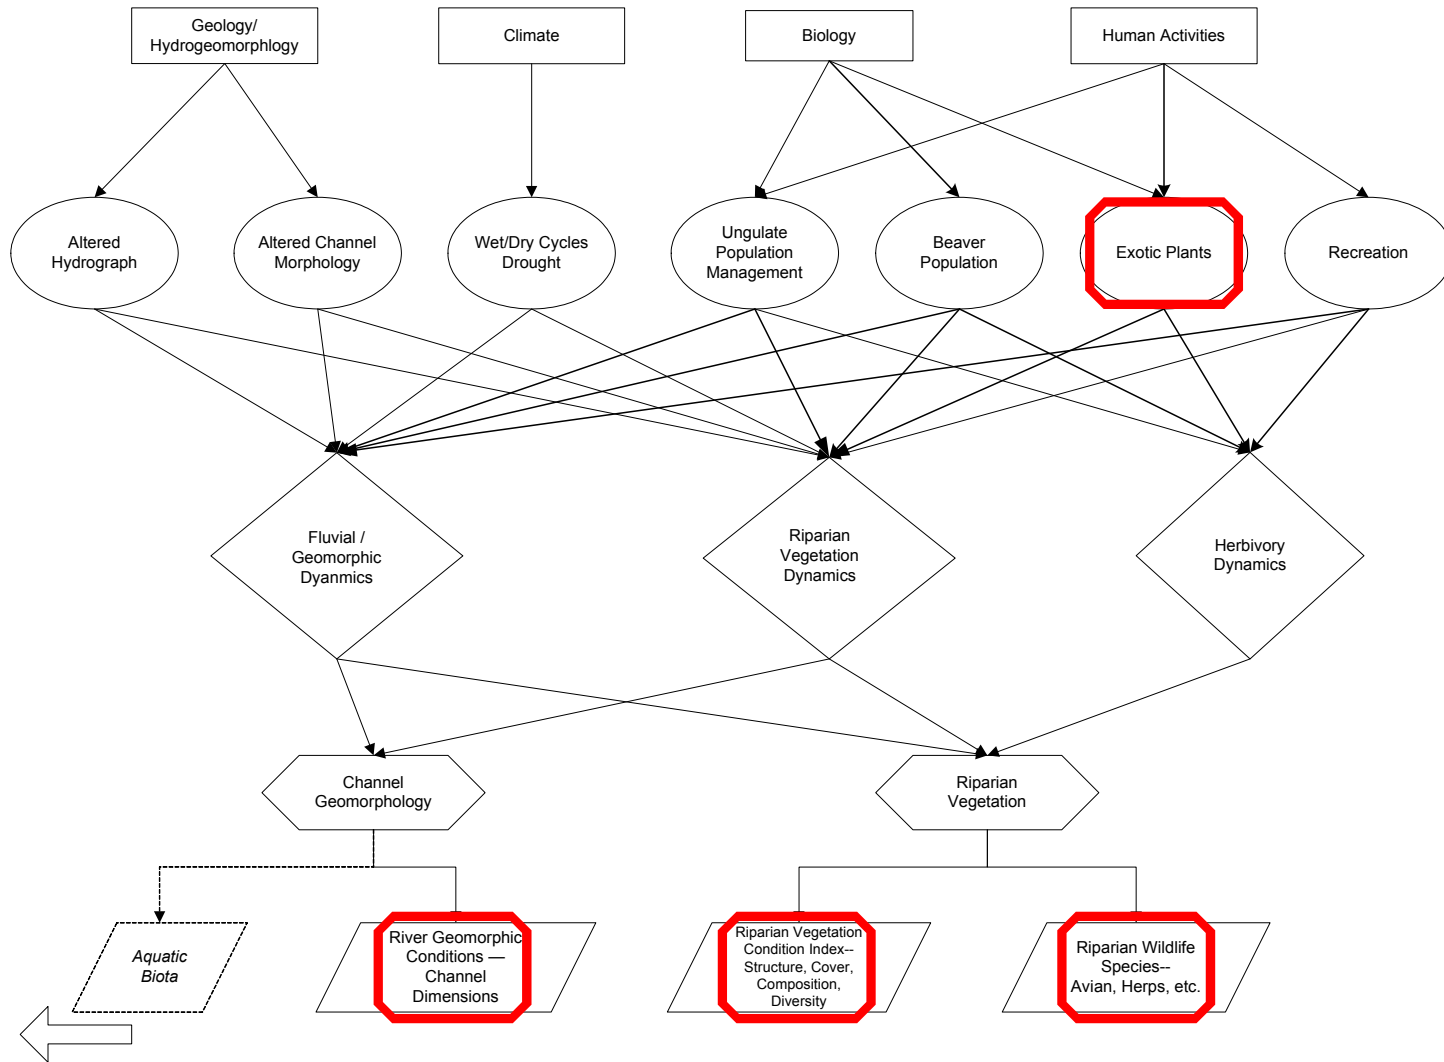 Geology/
Hydrogeomorphlogy
Climate
Biology
Human Activities
Altered
Hydrograph
Altered Channel
Morphology
Wet/Dry Cycles
Drought
Ungulate
Population
Management
Beaver
Population
Exotic Plants
Recreation
Fluvial /
Geomorphic
Dyanmics
Riparian
Vegetation
Dynamics
Herbivory
Dynamics
Channel
Geomorphology
Riparian
Vegetation
Aquatic
Biota
River Geomorphic
Conditions —
Channel
Dimensions
Riparian Vegetation
Condition Index--
Structure, Cover,
Composition,
Diversity
Riparian Wildlife
Species--
Avian, Herps, etc.